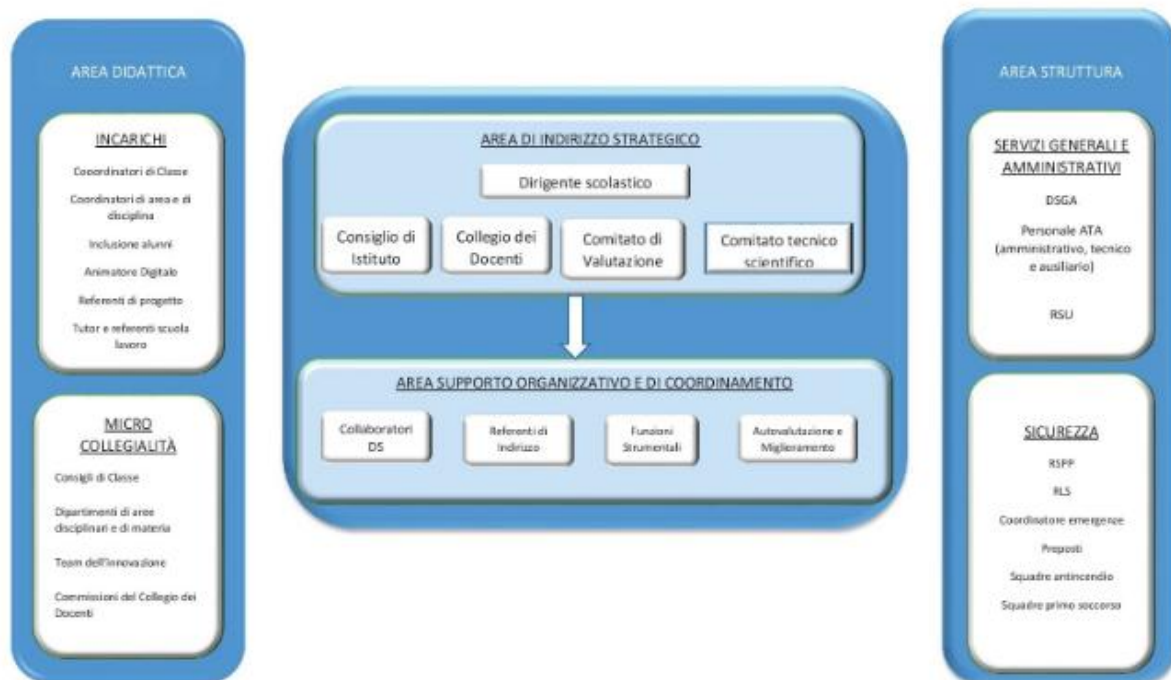 AREA DIDATTICA
INCARICHI
Cooordinatori di Classe
Coordinatori di area e di
disciplina
Inclusione alunni
Animatore Digitale
Referenti di progetto
Tutor e referenti scuola
lavoro
MICRO
COLLEGIALITÀ
Consigli di Classe
Dipartimenti di aree
disciplinari e di materia
Team dell'innovazione
Commissioni del Collegio dei
Docenti
AREA DI INDIRIZZO STRATEGICO
Dirigente scolastico
Consiglio di
Istituto
Collegio dei
Docenti
Comitato di
Valutazione
Comitato tecnico
scientifico
AREA SUPPORTO ORGANIZZATIVO E DI COORDINAMENTO
Collaboratori
DS
Referenti di
Indirizzo
Funzioni
Strumentali
Autovalutazione e
Miglioramento
AREA STRUTTURA
SERVIZI GENERALI E
AMMINISTRATIVI
DSGA
Personale ATA
(amministrativo, tecnico
e ausiliario)
RSU
SICUREZZA
RSPP
RLS
Coordinatore emergenze
Preposti
Squadre antincendio
Squadre primo soccorso